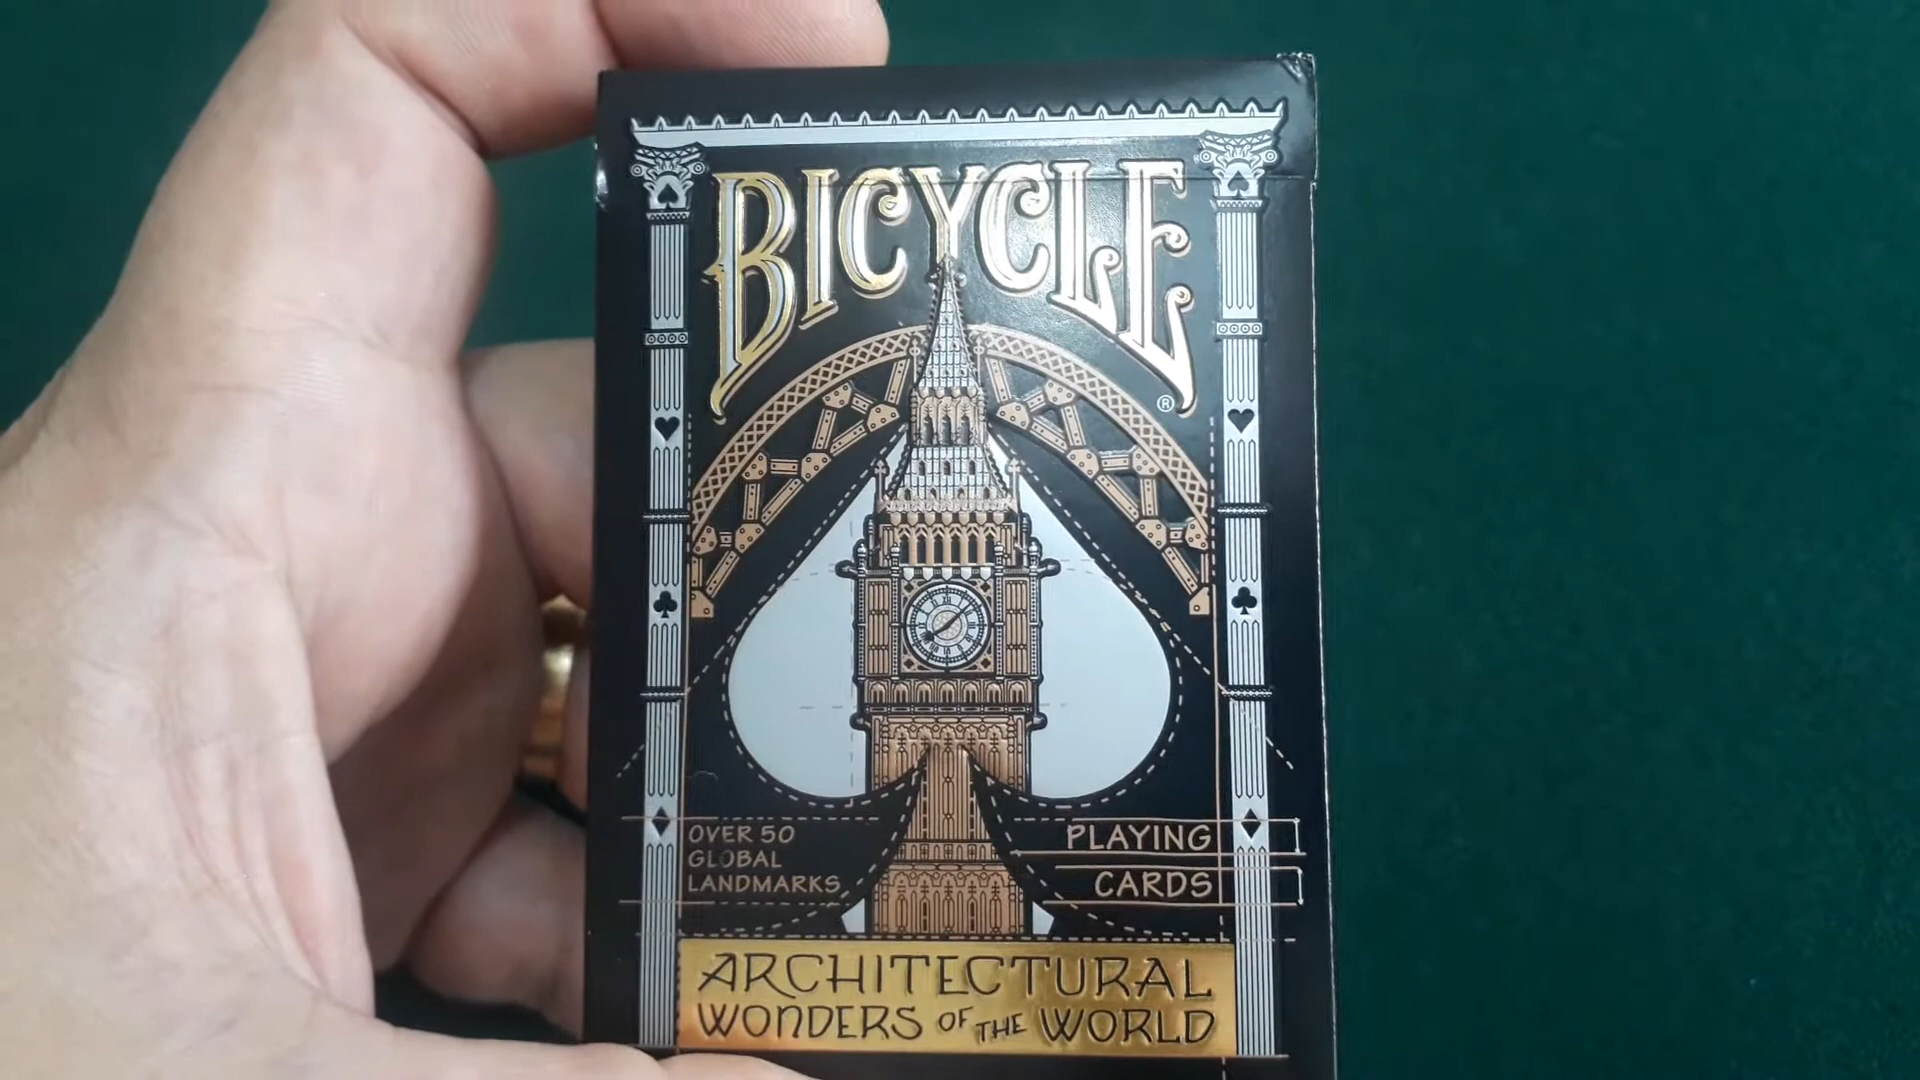 BICYCLE
®
OVER 50
GLOBAL
LANDMARKS
PLAYING
CARDS
ARCHITECTURAL
WONDERS OF THE WORLD